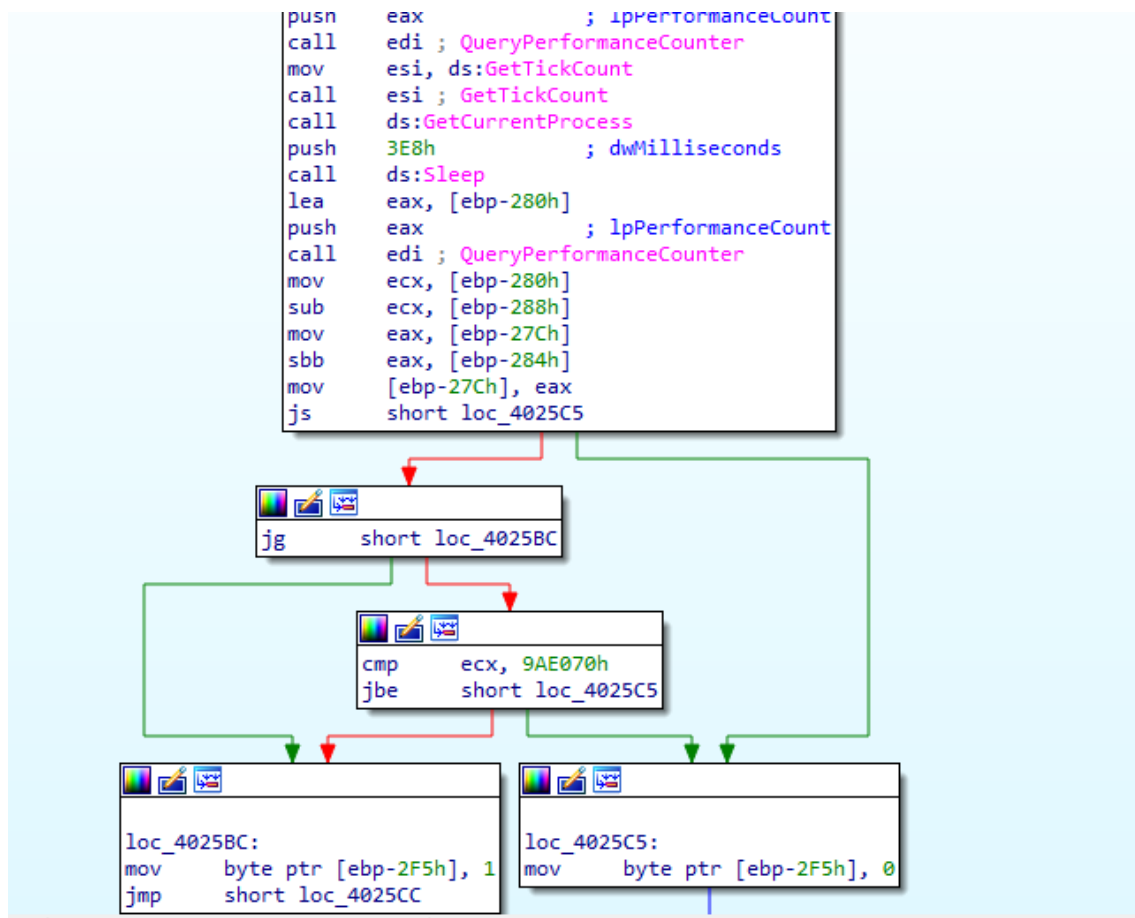 push eax ; lpPerformanceCount
call edi ; QueryPerformanceCounter
mov esi, ds:GetTickCount
call esi ; GetTickCount
call ds:GetCurrentProcess
push 3E8h ; dwMilliseconds
call ds:Sleep
lea eax, [ebp-280h]
push eax ; lpPerformanceCount
call edi ; QueryPerformanceCounter
mov ecx, [ebp-280h]
sub ecx, [ebp-288h]
mov eax, [ebp-27Ch]
sbb eax, [ebp-284h]
mov [ebp-27Ch], eax
js short loc_4025C5
jg short loc_4025BC
cmp ecx, 9AE070h
jbe short loc_4025C5
loc_4025BC:
mov byte ptr [ebp-2F5h], 1
jmp short loc_4025CC
loc_4025C5:
mov byte ptr [ebp-2F5h], 0